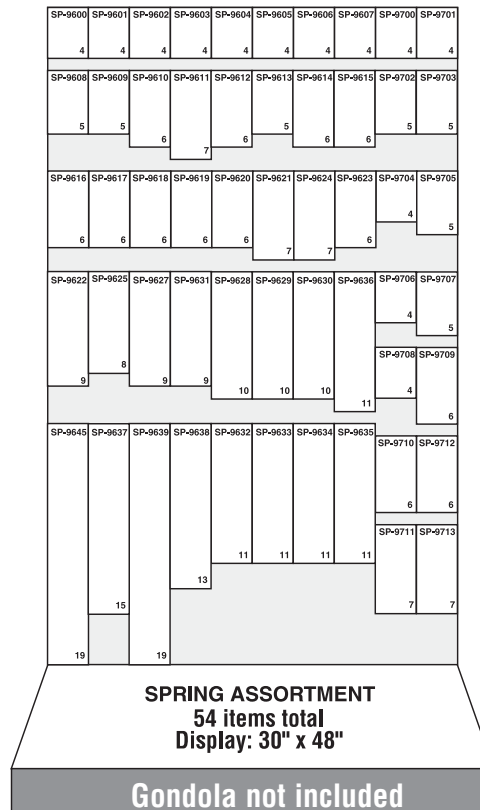 SP-9600 SP-9601 SP-9602 SP-9603 SP-9604 SP-9605 SP-9606 SP-9607 SP-9700 SP-9701
4 4 4 4 4 4 4 4 4 4
SP-9608 SP-9609 SP-9610 SP-9611 SP-9612 SP-9613 SP-9614 SP-9615 SP-9702 SP-9703
5 5 6 7 6 5 6 6 5 5
SP-9616 SP-9617 SP-9618 SP-9619 SP-9620 SP-9621 SP-9624 SP-9623 SP-9704 SP-9705
6 6 6 6 6 7 7 6 4 5
SP-9622 SP-9625 SP-9627 SP-9631 SP-9628 SP-9629 SP-9630 SP-9636 SP-9706 SP-9707
4 5
SP-9708 SP-9709
9 8 9 9 10 10 10 11 4 6
SP-9645 SP-9637 SP-9639 SP-9638 SP-9632 SP-9633 SP-9634 SP-9635
SP-9710 SP-9712
6 6
SP-9711 SP-9713
19 15 19 13 11 11 11 11 7 7
SPRING ASSORTMENT
54 items total
Display: 30" x 48"
Gondola not included